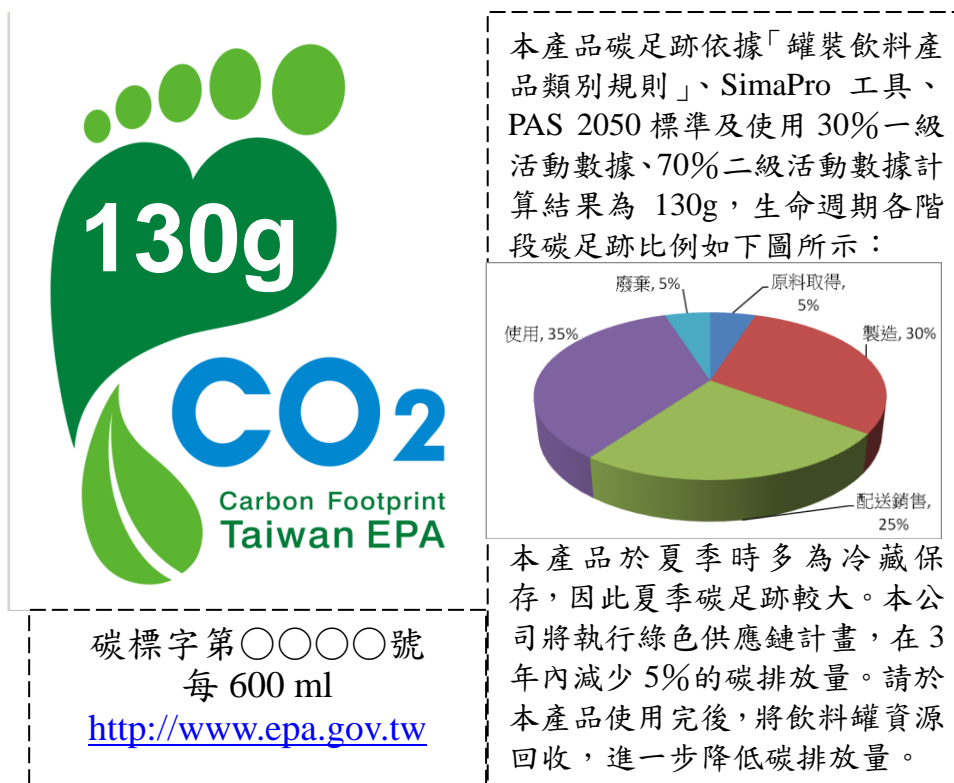 130g
CO2
Carbon Footprint
Taiwan EPA
碳標字第○○○○號
每 600 ml
http://www.epa.gov.tw
本產品碳足跡依據「罐裝飲料產
品類別規則」、SimaPro 工具、
PAS 2050 標準及使用 30%一級
活動數據、70%二級活動數據計
算結果為 130g,生命週期各階
段碳足跡比例如下圖所示:
廢棄, 5%
原料取得,
5%
使用, 35%
製造, 30%
配送銷售,
25%
本產品於夏季時多為冷藏保
存,因此夏季碳足跡較大。本公
司將執行綠色供應鏈計畫,在 3
年內減少 5%的碳排放量。請於
本產品使用完後,將飲料罐資源
回收,進一步降低碳排放量。